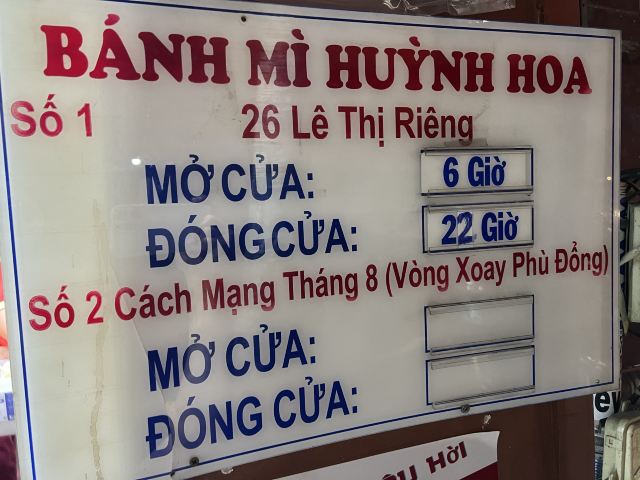 BÁNH MÌ HUỲNH HOA
Số 1 26 Lê Thị Riêng
MỞ CỬA: 6 Giờ
ĐÓNG CỬA: 22 Giờ
Số 2 Cách Mạng Tháng 8 (Vòng Xoay Phù Đổng)
MỞ CỬA:
ĐÓNG CỬA:
HỜI